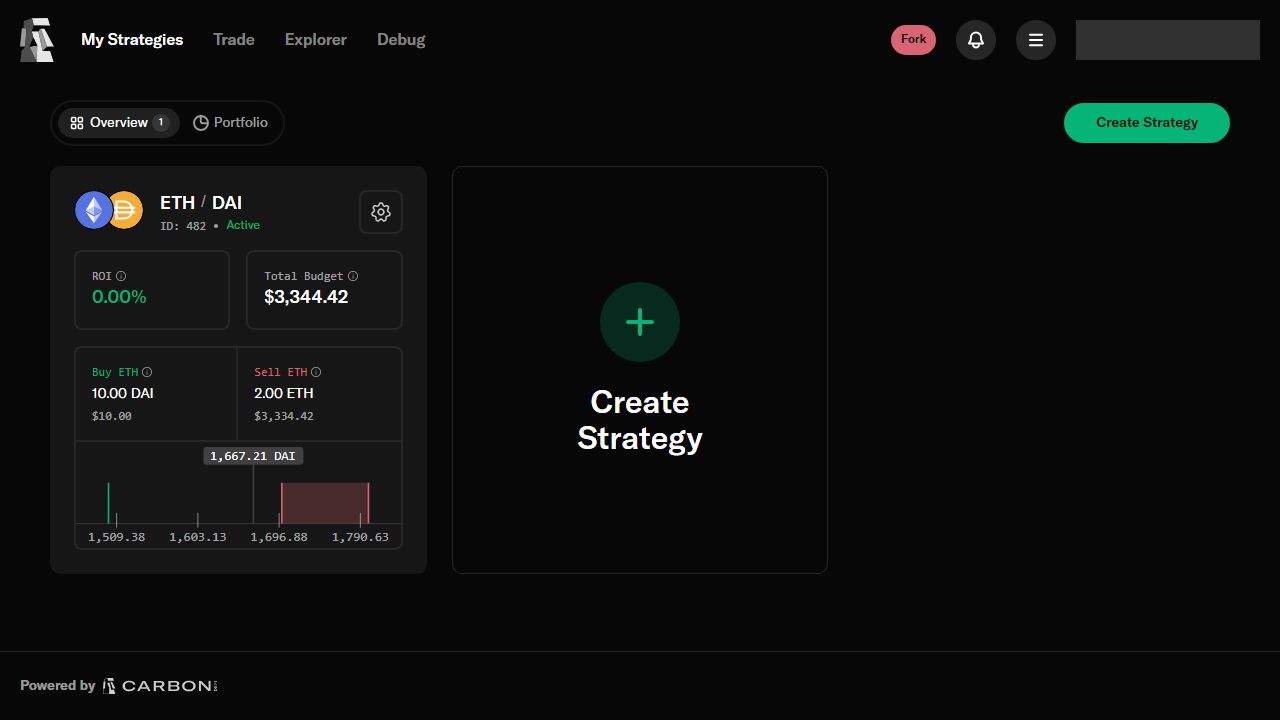 My Strategies Trade Explorer Debug Fork
Overview 1 Portfolio Create Strategy
ETH / DAI
ID: 482 • Active
ROI
0.00%
Total Budget
$3,344.42
Buy ETH
10.00 DAI
$10.00
Sell ETH
2.00 ETH
$3,334.42
1,667.21 DAI
1,509.38 1,603.13 1,696.88 1,790.63
Create
Strategy
Powered by CARBON